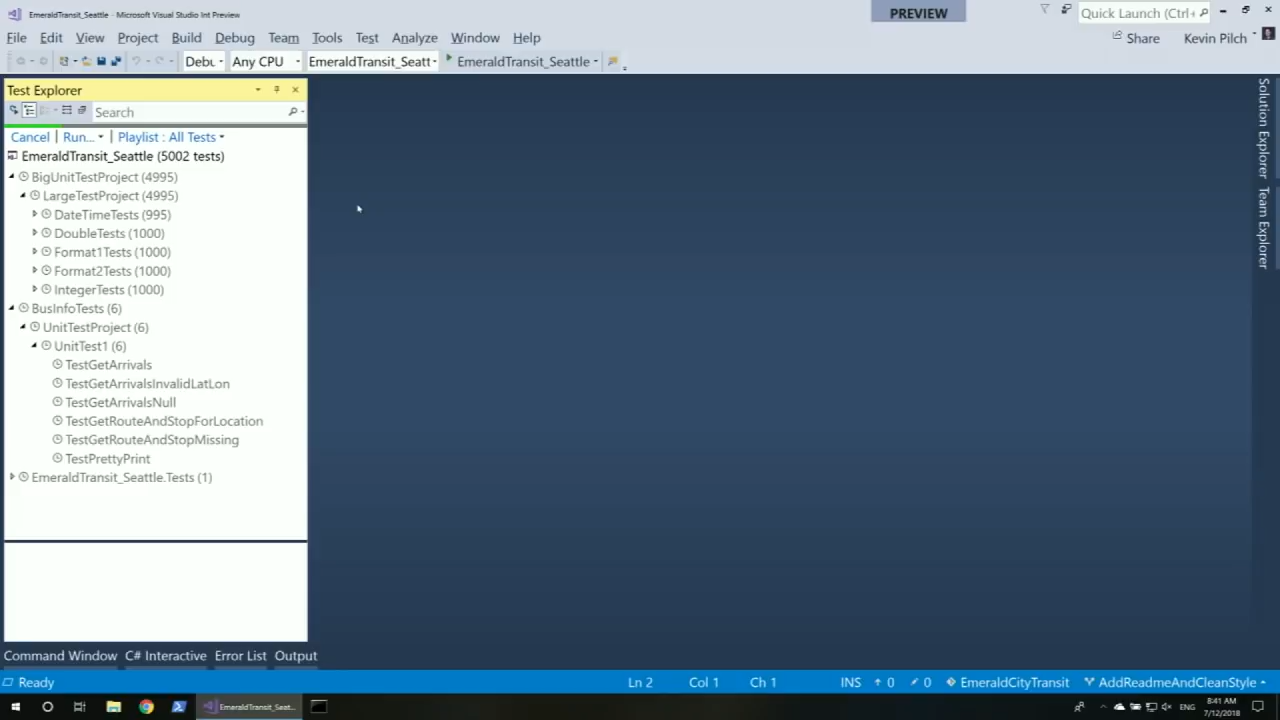 EmeraldTransit_Seattle - Microsoft Visual Studio Int Preview
PREVIEW
Quick Launch (Ctrl+
File Edit View Project Build Debug Team Tools Test Analyze Window Help
Share Kevin Pilch
Debu Any CPU EmeraldTransit_Seatt EmeraldTransit_Seattle
Test Explorer
Search
Cancel | Run... | Playlist : All Tests
EmeraldTransit_Seattle (5002 tests)
BigUnitTestProject (4995)
LargeTestProject (4995)
DateTimeTests (995)
DoubleTests (1000)
Format1Tests (1000)
Format2Tests (1000)
IntegerTests (1000)
BusInfoTests (6)
UnitTestProject (6)
UnitTest1 (6)
TestGetArrivals
TestGetArrivalsInvalidLatLon
TestGetArrivalsNull
TestGetRouteAndStopForLocation
TestGetRouteAndStopMissing
TestPrettyPrint
EmeraldTransit_Seattle.Tests (1)
Solution Explorer
Team Explorer
Command Window C# Interactive Error List Output
Ready Ln 2 Col 1 Ch 1 INS 0 0 EmeraldCityTransit AddReadmeAndCleanStyle
EmeraldTransit_Seat... ENG 8:41 AM
7/12/2018